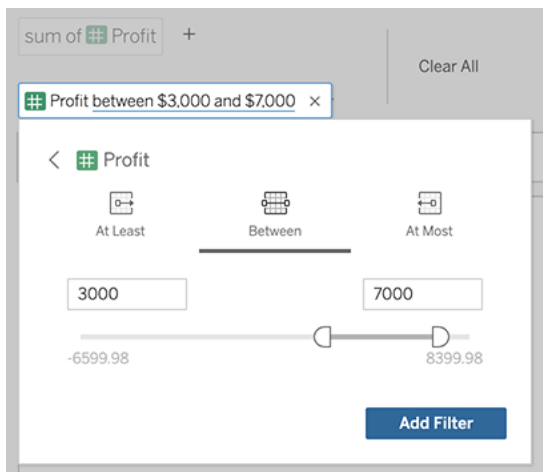 sum of # Profit +
Clear All
# Profit between $3,000 and $7,000 ×
< # Profit
At Least Between At Most
3000 7000
-6599.98 8399.98
Add Filter